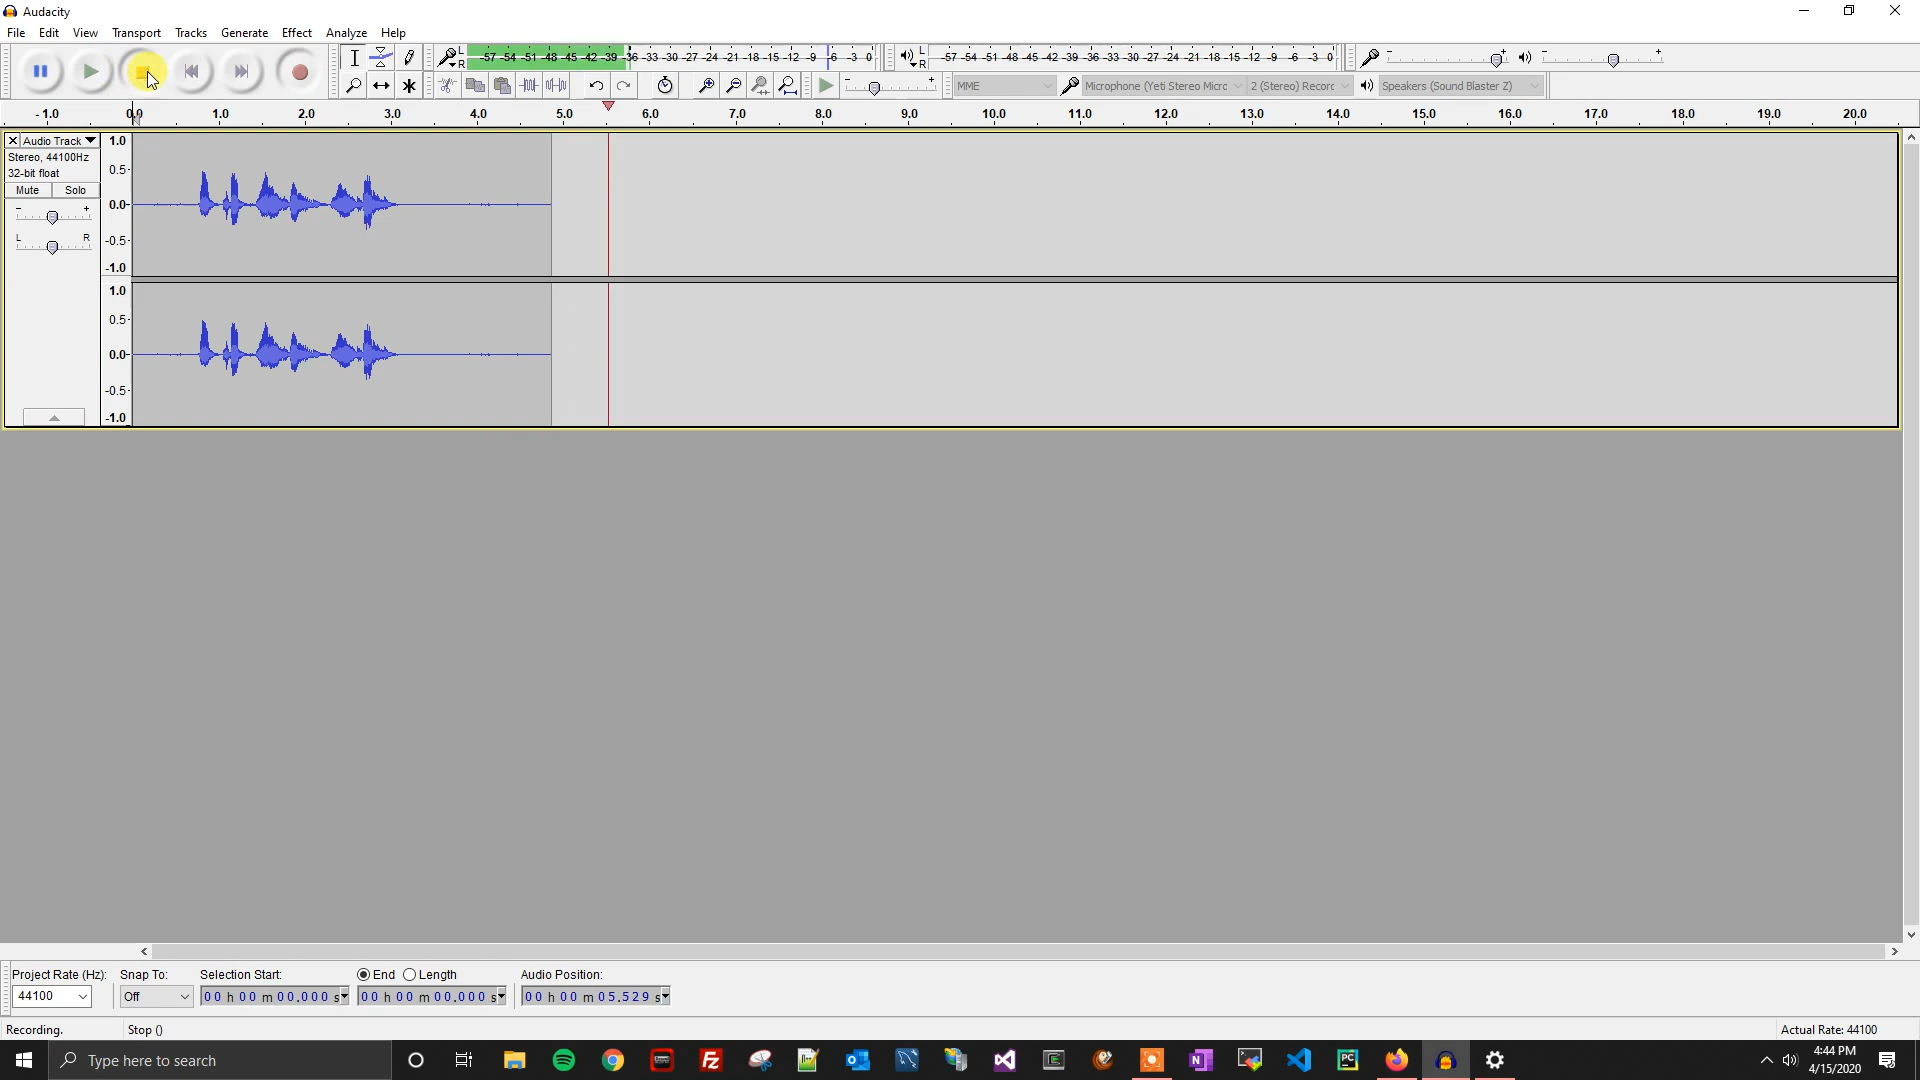 Audacity
File Edit View Transport Tracks Generate Effect Analyze Help
L R -57 -54 -51 -48 -45 -42 -39 -36 -33 -30 -27 -24 -21 -18 -15 -12 -9 -6 -3 0 L R -57 -54 -51 -48 -45 -42 -39 -36 -33 -30 -27 -24 -21 -18 -15 -12 -9 -6 -3 0 - + - +
- + MME Microphone (Yeti Stereo Micrc 2 (Stereo) Recorc Speakers (Sound Blaster Z)
-1.0 0.0 1.0 2.0 3.0 4.0 5.0 6.0 7.0 8.0 9.0 10.0 11.0 12.0 13.0 14.0 15.0 16.0 17.0 18.0 19.0 20.0
Audio Track 1.0
Stereo, 44100Hz 0.5
32-bit float
Mute Solo
- + 0.0
L R -0.5
-1.0
1.0
0.5
0.0
-0.5
-1.0
Project Rate (Hz): Snap To: Selection Start: End Length Audio Position:
44100 Off 00 h 00 m 00.000 s 00 h 00 m 00.000 s 00 h 00 m 05.529 s
Recording. Stop () Actual Rate: 44100
Type here to search 4:44 PM
4/15/2020